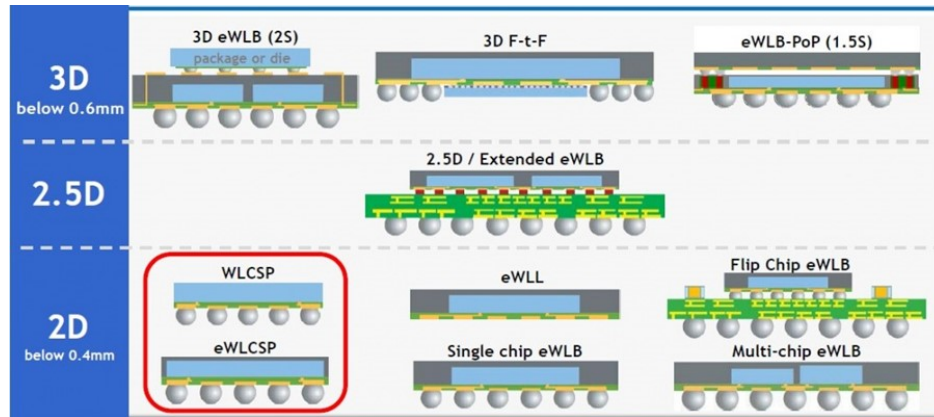 3D
below 0.6mm
3D eWLB (2S)
package or die
3D F-t-F
eWLB-PoP (1.5S)
2.5D
2.5D / Extended eWLB
2D
below 0.4mm
WLCSP
eWLL
Flip Chip eWLB
eWLCSP
Single chip eWLB
Multi-chip eWLB